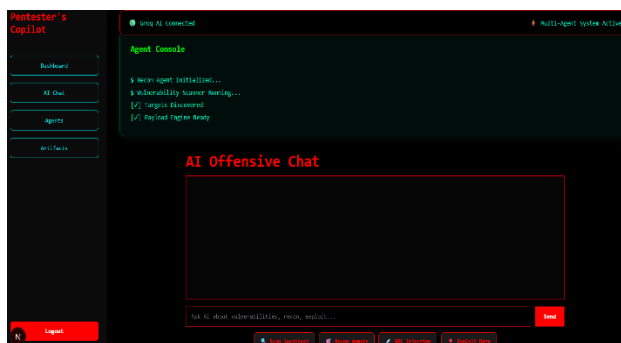 Pentester's
Copilot
Dashboard
AI Chat
Agents
Artifacts
Logout
N
Groq AI Connected
Multi-Agent System Active
Agent Console
$ Recon Agent Initialized...
$ Vulnerability Scanner Running...
[✓] Targets Discovered
[✓] Payload Engine Ready
AI Offensive Chat
Ask AI about vulnerabilities, recon, exploit...
Send